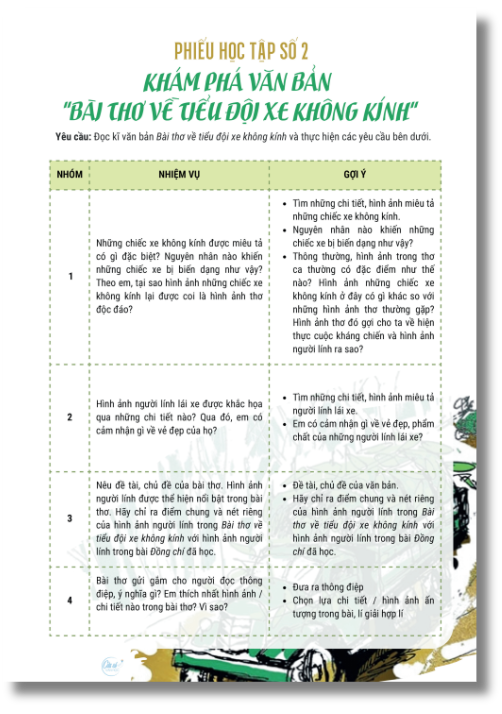 PHIẾU HỌC TẬP SỐ 2
KHÁM PHÁ VĂN BẢN
"BÀI THƠ VỀ TIỂU ĐỘI XE KHÔNG KÍNH"
Yêu cầu: Đọc kĩ văn bản Bài thơ về tiểu đội xe không kính và thực hiện các yêu cầu bên dưới.
NHÓM
NHIỆM VỤ
GỢI Ý
1
Những chiếc xe không kính được miêu tả
có gì đặc biệt? Nguyên nhân nào khiến
những chiếc xe bị biến dạng như vậy?
Theo em, tại sao hình ảnh những chiếc xe
không kính lại được coi là hình ảnh thơ
độc đáo?
• Tìm những chi tiết, hình ảnh miêu tả
những chiếc xe không kính.
• Nguyên nhân nào khiến những
chiếc xe bị biến dạng như vậy?
• Thông thường, hình ảnh trong thơ
ca thường có đặc điểm như thế
nào? Hình ảnh những chiếc xe
không kính ở đây có gì khác so với
những hình ảnh thơ thường gặp?
Hình ảnh thơ đó gợi cho ta về hiện
thực cuộc kháng chiến và hình ảnh
người lính ra sao?
2
Hình ảnh người lính lái xe được khắc họa
qua những chi tiết nào? Qua đó, em có
cảm nhận gì về vẻ đẹp của họ?
• Tìm những chi tiết, hình ảnh miêu tả
người lính lái xe.
• Em có cảm nhận gì về vẻ đẹp, phẩm
chất của những người lính lái xe?
3
Nêu đề tài, chủ đề của bài thơ. Hình ảnh
người lính được thể hiện nổi bật trong bài
thơ. Hãy chỉ ra điểm chung và nét riêng
của hình ảnh người lính trong Bài thơ về
tiểu đội xe không kính với hình ảnh người
lính trong bài Đồng chí đã học.
• Đề tài, chủ đề của văn bản.
• Hãy chỉ ra điểm chung và nét riêng
của hình ảnh người lính trong Bài
thơ về tiểu đội xe không kính với
hình ảnh người lính trong bài Đồng
chí đã học.
4
Bài thơ gửi gắm cho người đọc thông
điệp, ý nghĩa gì? Em thích nhất hình ảnh /
chi tiết nào trong bài thơ? Vì sao?
• Đưa ra thông điệp
• Chọn lựa chi tiết / hình ảnh ấn
tượng trong bài, lí giải hợp lí